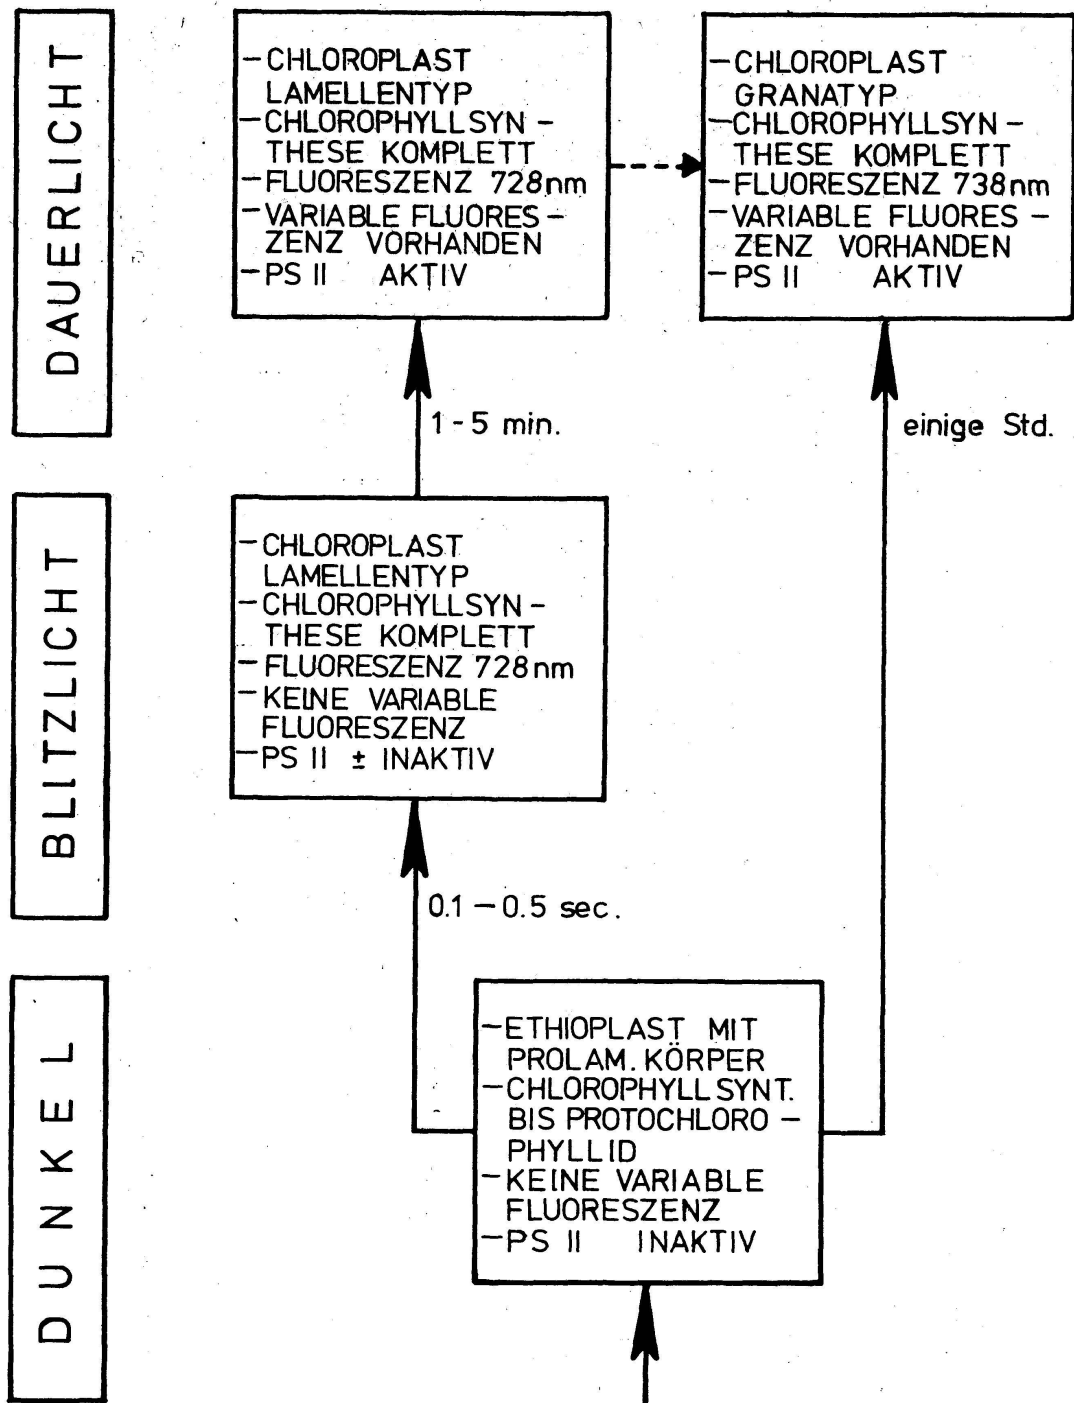 DAUERLICHT
– CHLOROPLAST
LAMELLENTYP
– CHLOROPHYLLSYN –
THESE KOMPLETT
– FLUORESZENZ 728nm
– VARIABLE FLUORES –
ZENZ VORHANDEN
– PS II AKTIV
– CHLOROPLAST
GRANATYP
– CHLOROPHYLLSYN –
THESE KOMPLETT
– FLUORESZENZ 738nm
– VARIABLE FLUORES –
ZENZ VORHANDEN
– PS II AKTIV
1 - 5 min.
einige Std.
BLITZLICHT
– CHLOROPLAST
LAMELLENTYP
– CHLOROPHYLLSYN –
THESE KOMPLETT
– FLUORESZENZ 728nm
– KEINE VARIABLE
FLUORESZENZ
– PS II ± INAKTIV
0.1 – 0.5 sec.
DUNKEL
– ETHIOPLAST MIT
PROLAM. KÖRPER
– CHLOROPHYLLSYNT.
BIS PROTOCHLORO –
PHYLLID
– KEINE VARIABLE
FLUORESZENZ
– PS II INAKTIV